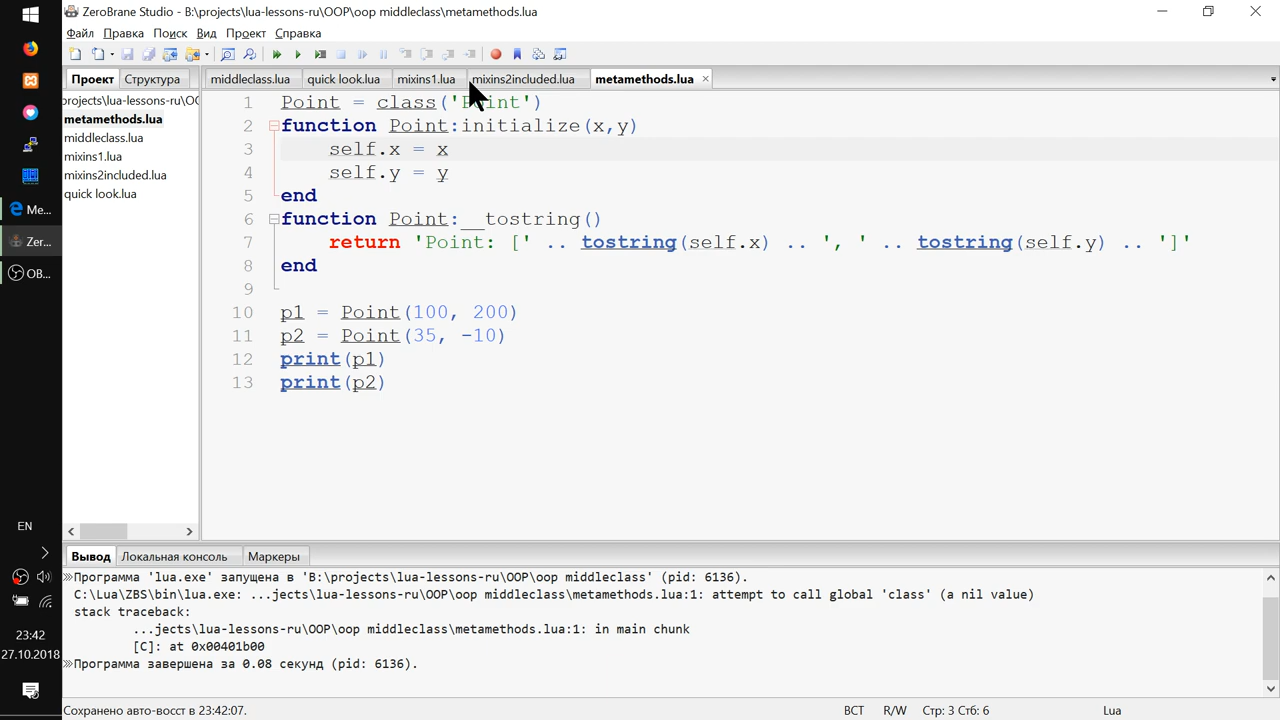 ZeroBrane Studio - B:\projects\lua-lessons-ru\OOP\oop middleclass\metamethods.lua
Файл Правка Поиск Вид Проект Справка
Проект Структура
middleclass.lua quick look.lua mixins1.lua mixins2included.lua metamethods.lua
projects\lua-lessons-ru\OO
metamethods.lua
middleclass.lua
mixins1.lua
mixins2included.lua
quick look.lua
1 Point = class('Point')
2 function Point:initialize(x,y)
3 self.x = x
4 self.y = y
5 end
6 function Point:__tostring()
7 return 'Point: [' .. tostring(self.x) .. ', ' .. tostring(self.y) .. ']'
8 end
9
10 p1 = Point(100, 200)
11 p2 = Point(35, -10)
12 print(p1)
13 print(p2)
Me...
Zer...
OB...
EN
23:42
27.10.2018
Вывод Локальная консоль Маркеры
Программа 'lua.exe' запущена в 'B:\projects\lua-lessons-ru\OOP\oop middleclass' (pid: 6136).
C:\Lua\ZBS\bin\lua.exe: ...jects\lua-lessons-ru\OOP\oop middleclass\metamethods.lua:1: attempt to call global 'class' (a nil value)
stack traceback:
...jects\lua-lessons-ru\OOP\oop middleclass\metamethods.lua:1: in main chunk
[C]: at 0x00401b00
Программа завершена за 0.08 секунд (pid: 6136).
Сохранено авто-восст в 23:42:07. ВСТ R/W Стр: 3 Стб: 6 Lua